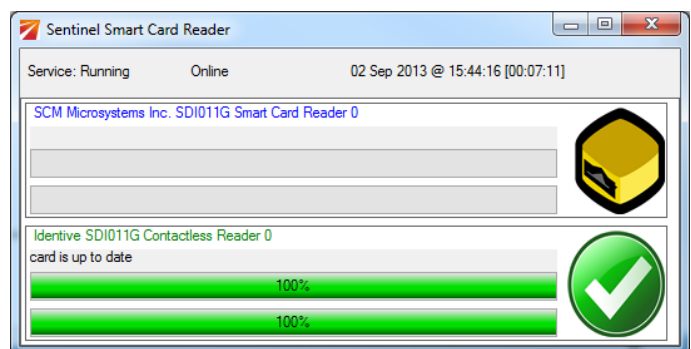 Sentinel Smart Card Reader
Service: Running Online 02 Sep 2013 @ 15:44:16 [00:07:11]
SCM Microsystems Inc. SDI011G Smart Card Reader 0
Identive SDI011G Contactless Reader 0
card is up to date
100%
100%